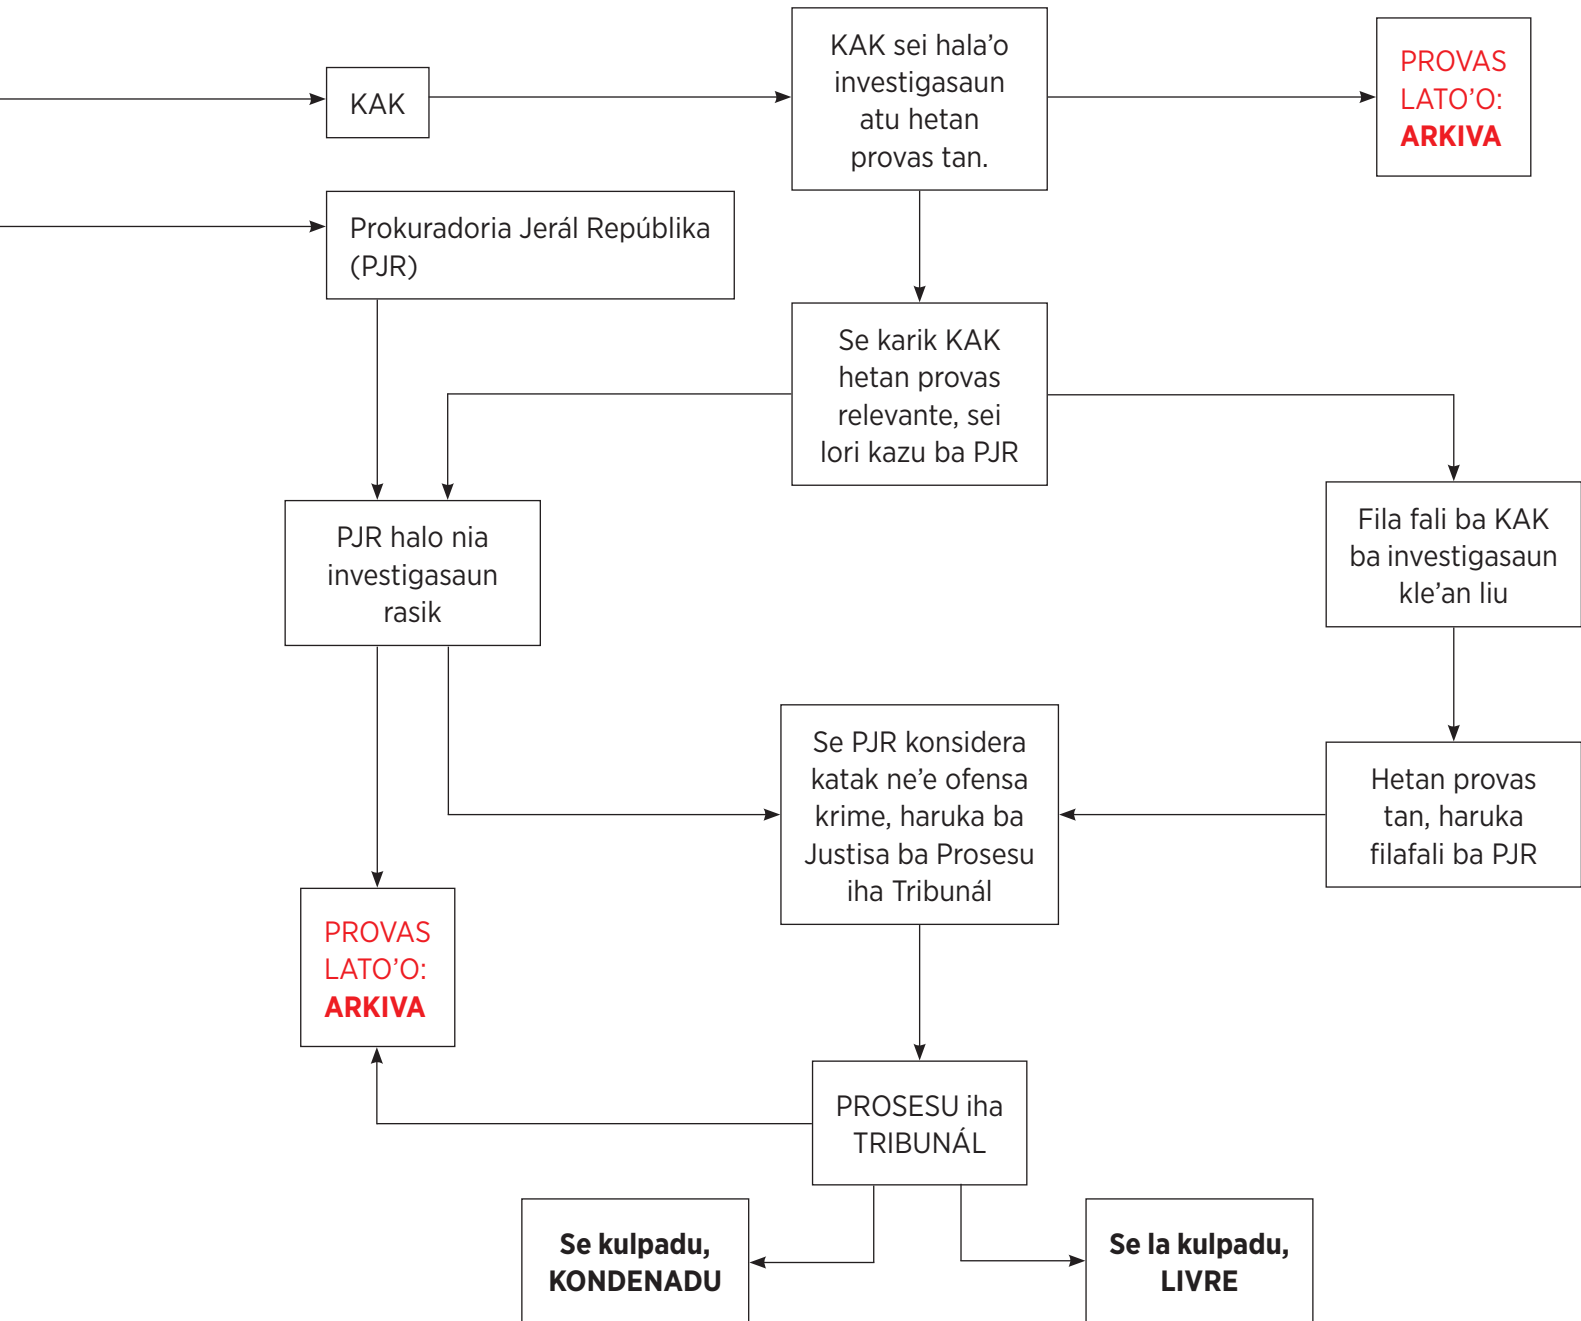 KAK
KAK sei hala’o
investigasaun
atu hetan
provas tan.
PROVAS
LATO’O:
ARKIVA
Prokuradoria Jerál Repúblika
(PJR)
Se karik KAK
hetan provas
relevante, sei
lori kazu ba PJR
PJR halo nia
investigasaun
rasik
Fila fali ba KAK
ba investigasaun
kle’an liu
Se PJR konsidera
katak ne’e ofensa
krime, haruka ba
Justisa ba Prosesu
iha Tribunál
Hetan provas
tan, haruka
filafali ba PJR
PROVAS
LATO’O:
ARKIVA
PROSESU iha
TRIBUNÁL
Se kulpadu,
KONDENADU
Se la kulpadu,
LIVRE